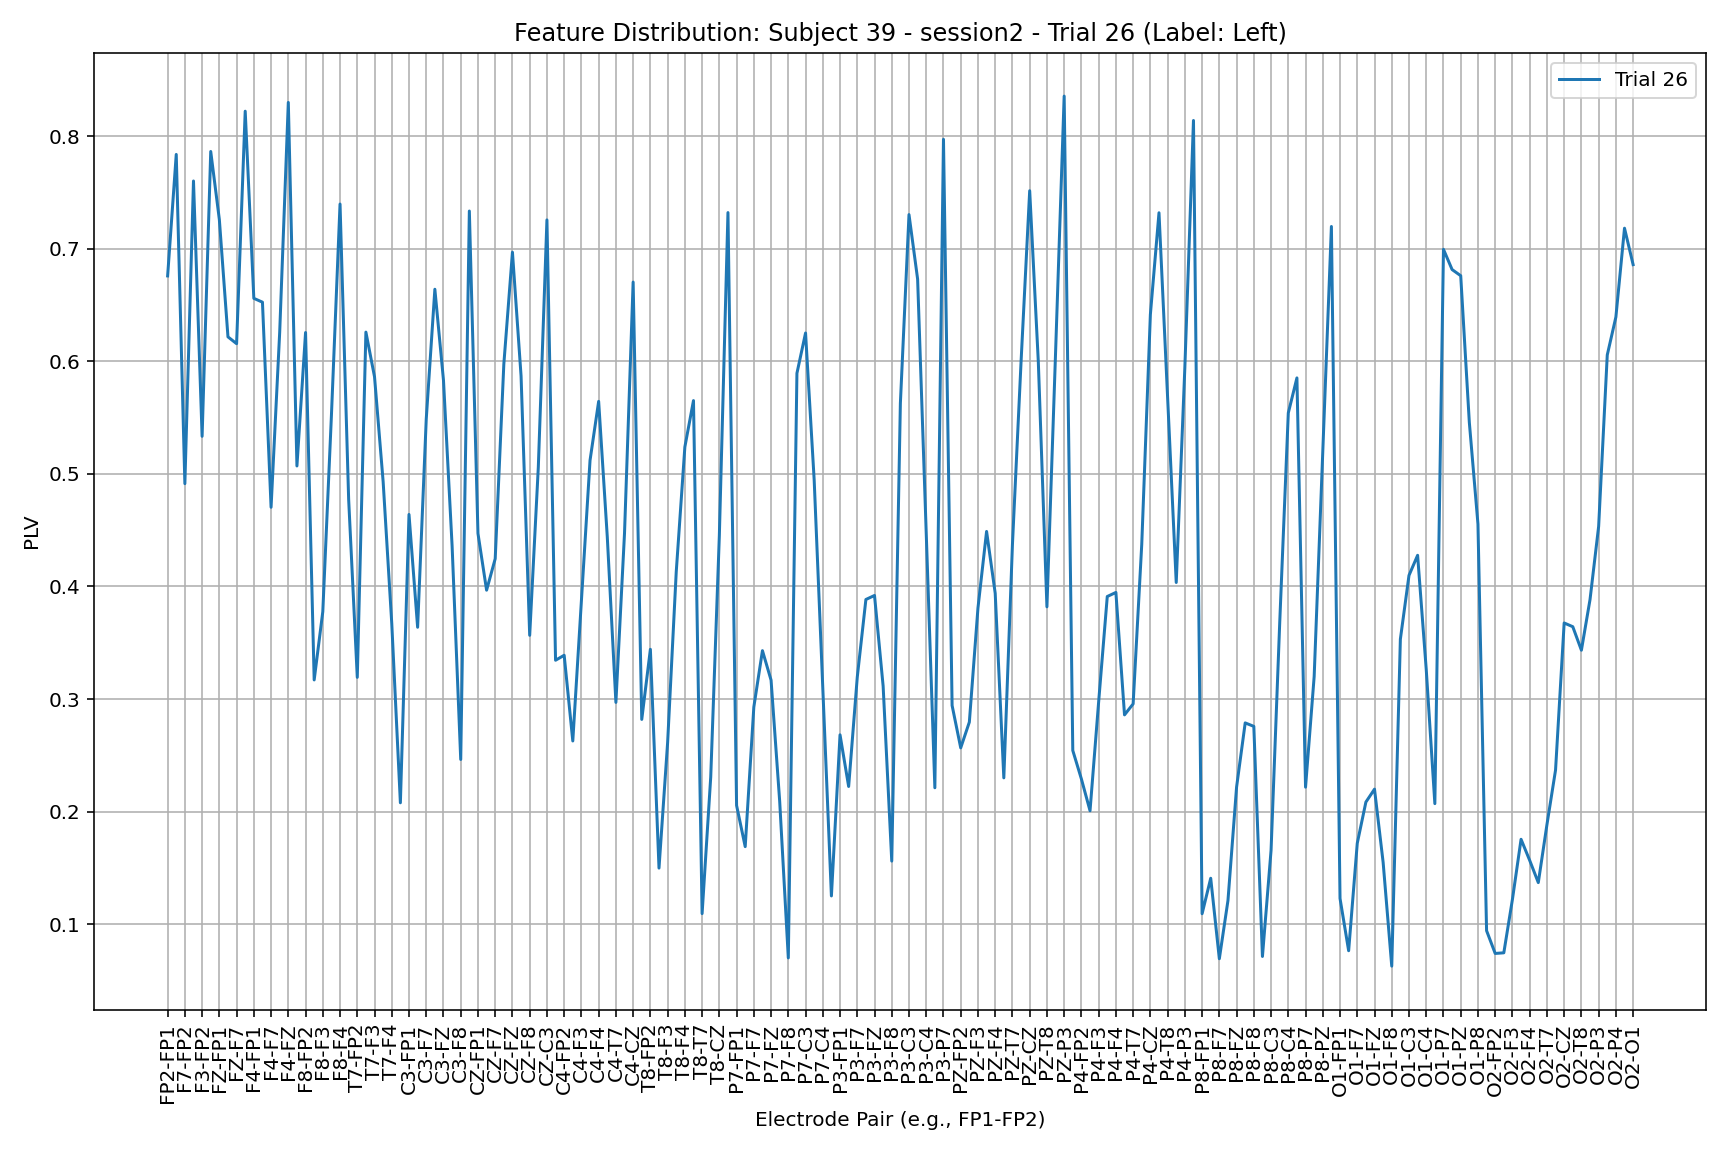 Feature Distribution: Subject 39 - session2 - Trial 26 (Label: Left)
Trial 26
PLV
0.8
0.7
0.6
0.5
0.4
0.3
0.2
0.1
FP2-FP1
F7-FP2
F3-FP2
FZ-FP1
FZ-F7
F4-FP1
F4-F7
F4-FZ
F8-FP2
F8-F3
F8-F4
T7-FP2
T7-F3
T7-F4
C3-FP1
C3-F7
C3-FZ
C3-F8
CZ-FP1
CZ-F7
CZ-FZ
CZ-F8
CZ-C3
C4-FP2
C4-F3
C4-F4
C4-T7
C4-CZ
T8-FP2
T8-F3
T8-F4
T8-T7
T8-CZ
P7-FP1
P7-F7
P7-FZ
P7-F8
P7-C3
P7-C4
P3-FP1
P3-F7
P3-FZ
P3-F8
P3-C3
P3-C4
P3-P7
PZ-FP2
PZ-F3
PZ-F4
PZ-T7
PZ-CZ
PZ-T8
PZ-P3
P4-FP2
P4-F3
P4-F4
P4-T7
P4-CZ
P4-T8
P4-P3
P8-FP1
P8-F7
P8-FZ
P8-F8
P8-C3
P8-C4
P8-P7
P8-PZ
O1-FP1
O1-F7
O1-FZ
O1-F8
O1-C3
O1-C4
O1-P7
O1-PZ
O1-P8
O2-FP2
O2-F3
O2-F4
O2-T7
O2-CZ
O2-T8
O2-P3
O2-P4
O2-O1
Electrode Pair (e.g., FP1-FP2)